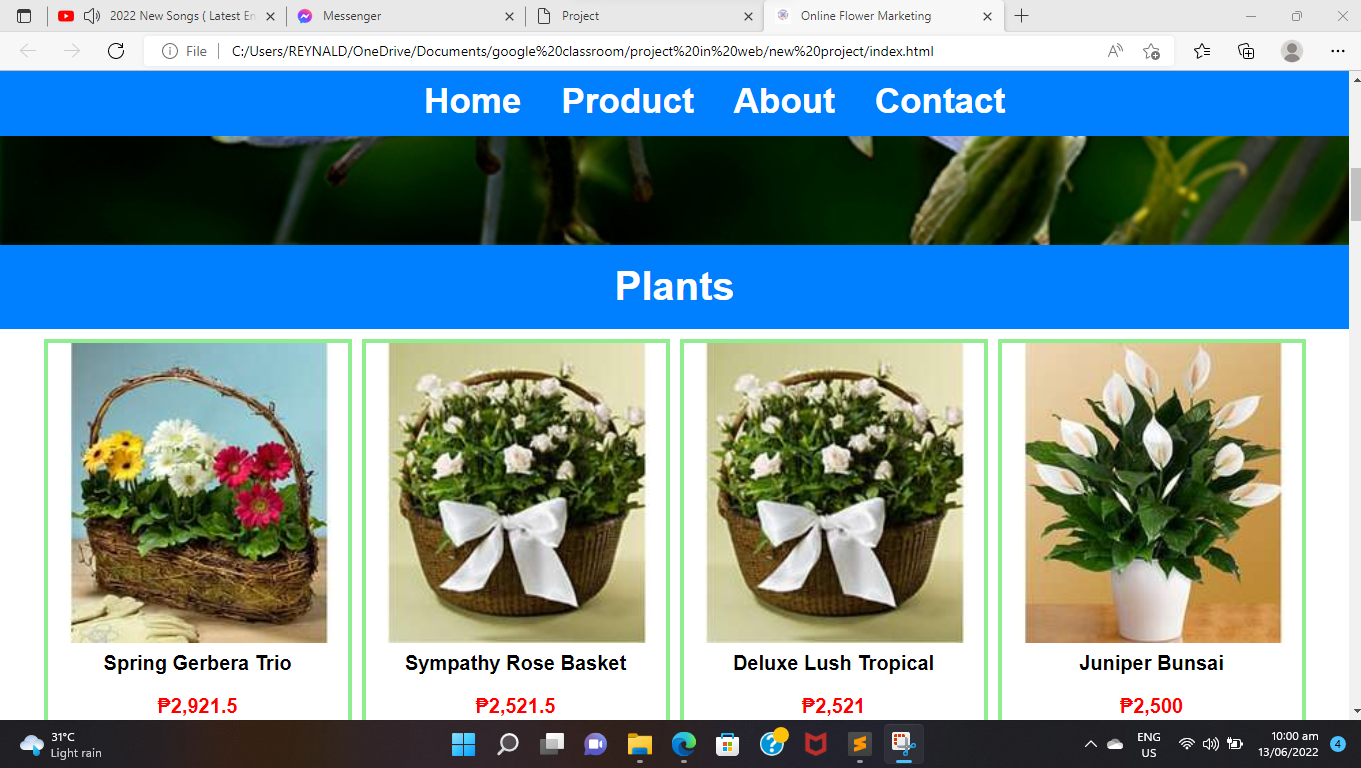 2022 New Songs ( Latest En
Messenger
Project
Online Flower Marketing
File
C:/Users/REYNALD/OneDrive/Documents/google%20classroom/project%20in%20web/new%20project/index.html
Home Product About Contact
Plants
Spring Gerbera Trio
₱2,921.5
Sympathy Rose Basket
₱2,521.5
Deluxe Lush Tropical
₱2,521
Juniper Bunsai
₱2,500
31°C
Light rain
ENG
US
10:00 am
13/06/2022
4